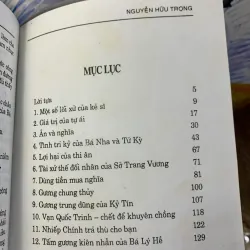 NGUYỄN HỮU TRỌNG
MỤC LỤC
Lời tựa 5
1. Một số lối xử của kẻ sĩ 9
2. Giá trị của tự ái 17
3. Ân và nghĩa 31
4. Tình tri kỷ của Bá Nha và Tử Kỳ 43
5. Lợi hại của thi ân 67
6. Tài xử thế đối nhân của Sở Trang Vương 71
7. Dùng tiền mua nghĩa 81
8. Gương chung thủy 100
9. Gương trung dũng của Kỷ Tín 107
10. Vạn Quốc Trinh – chết để khuyên chồng 118
11. Nhiếp Chính trả thù cho bạn 122
12. Tấm gương kiên nhẫn của Bá Lý Hề 129